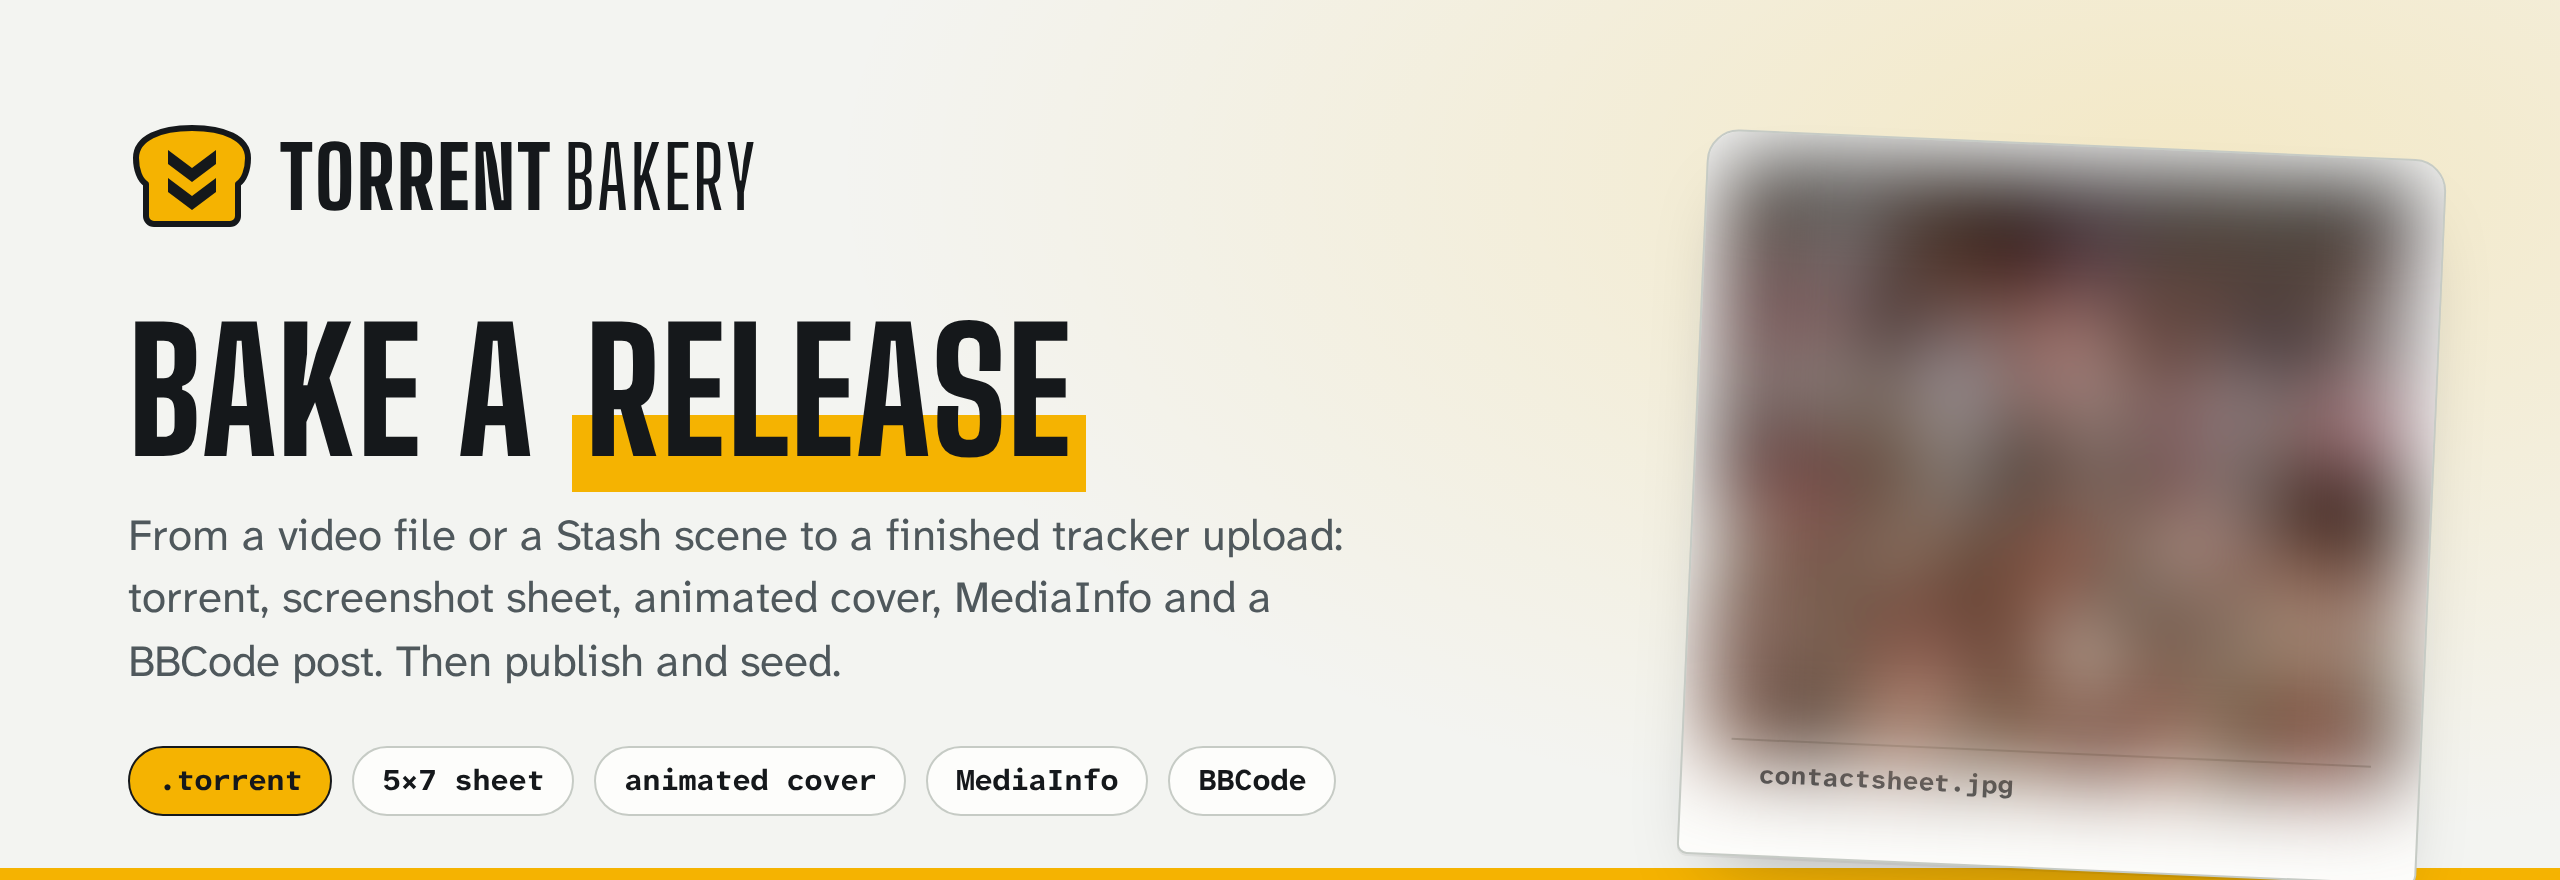 TORRENT BAKERY
BAKE A RELEASE
From a video file or a Stash scene to a finished tracker upload:
torrent, screenshot sheet, animated cover, MediaInfo and a
BBCode post. Then publish and seed.
.torrent
5×7 sheet
animated cover
MediaInfo
BBCode
contactsheet.jpg